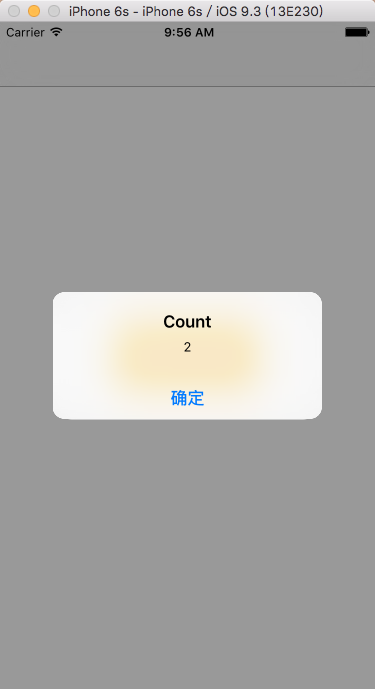 iPhone 6s - iPhone 6s / iOS 9.3 (13E230)
Carrier 9:56 AM
Count
2
确定